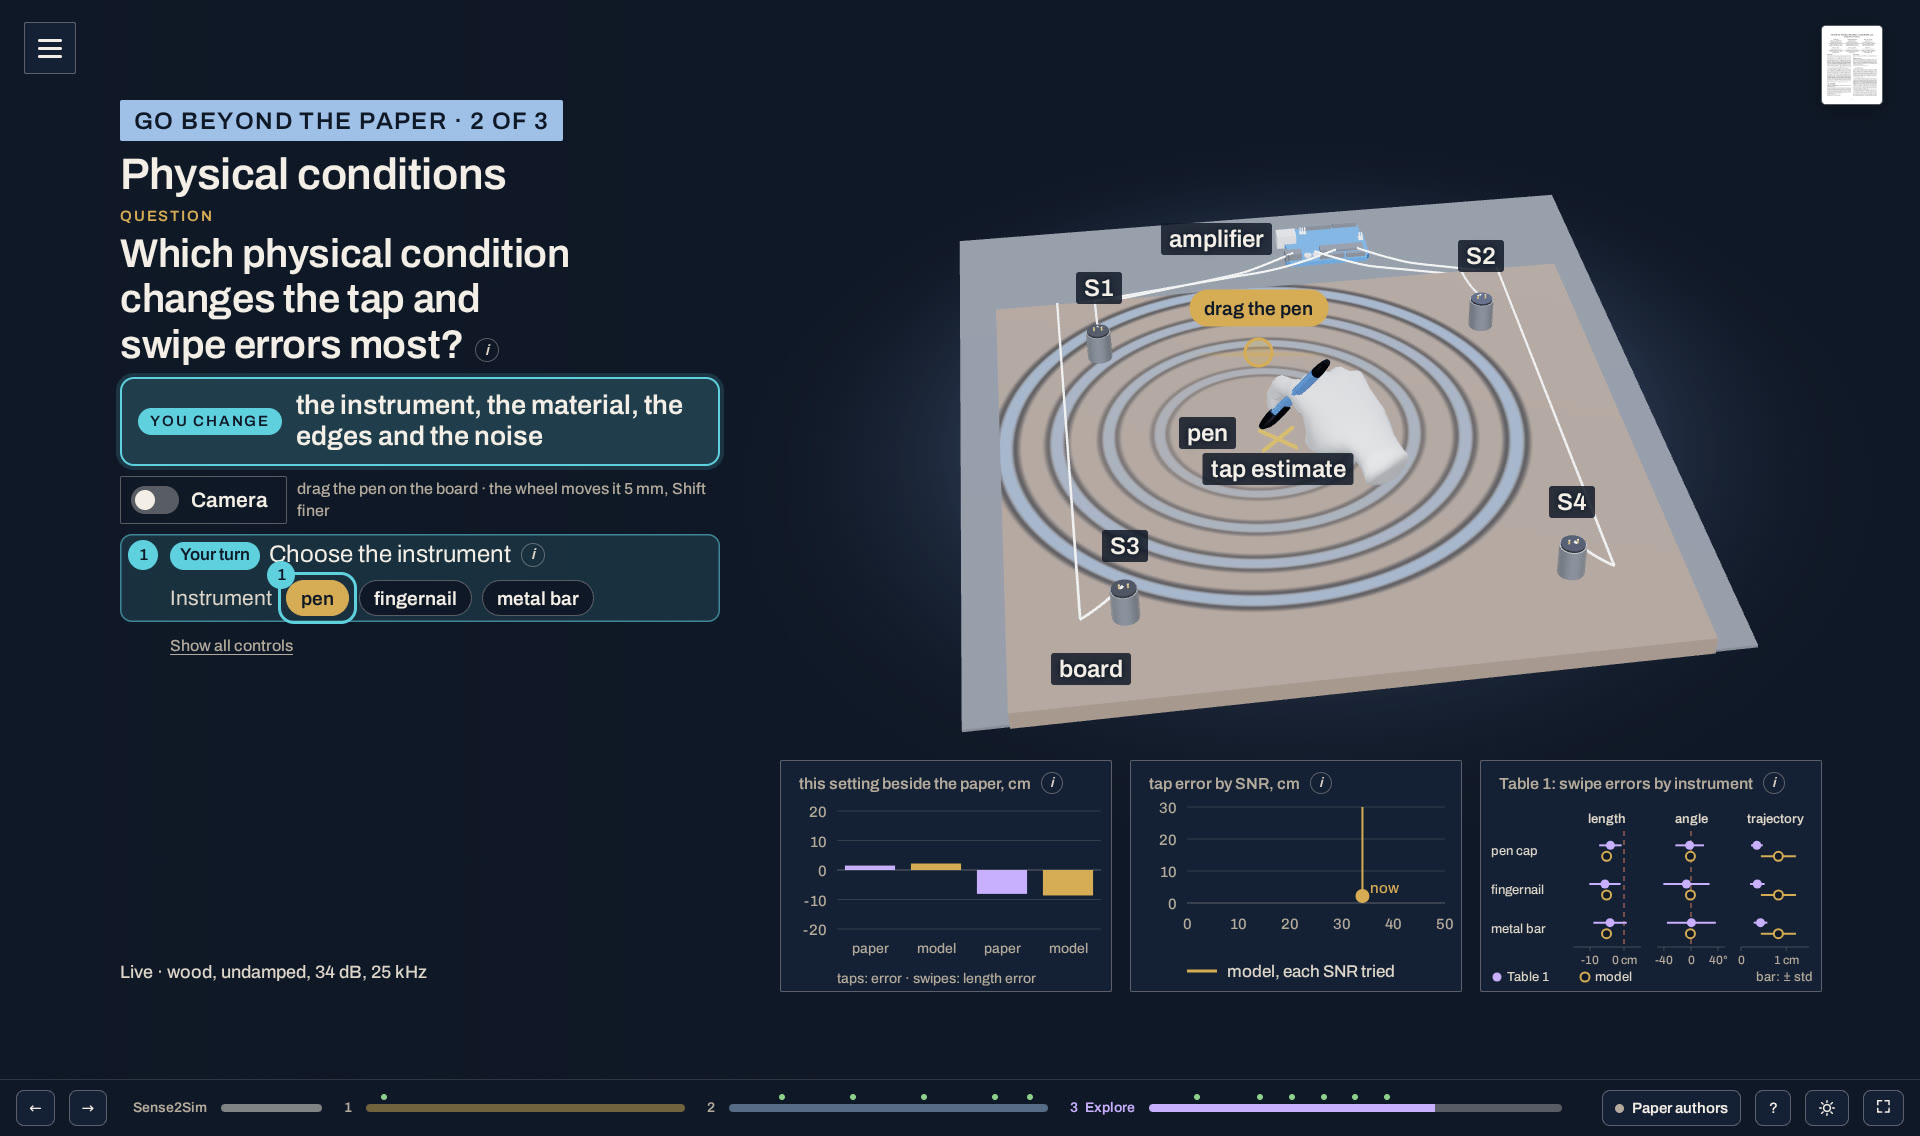 GO BEYOND THE PAPER · 2 OF 3
Physical conditions
QUESTION
Which physical condition
changes the tap and
swipe errors most? i
YOU CHANGE
the instrument, the material, the
edges and the noise
Camera
drag the pen on the board · the wheel moves it 5 mm, Shift
finer
1 Your turn Choose the instrument i
1
Instrument pen fingernail metal bar
Show all controls
Live · wood, undamped, 34 dB, 25 kHz
amplifier
S2
S1
drag the pen
pen
tap estimate
S4
S3
board
this setting beside the paper, cm i
20
10
0
-10
-20
paper model paper model
taps: error · swipes: length error
tap error by SNR, cm i
30
20
10
0
now
0 10 20 30 40 50
model, each SNR tried
Table 1: swipe errors by instrument i
length angle trajectory
pen cap
fingernail
metal bar
-10 0 cm -40 0 40° 0 1 cm
Table 1 model bar: ± std
← → Sense2Sim 1 2 3 Explore Paper authors ?